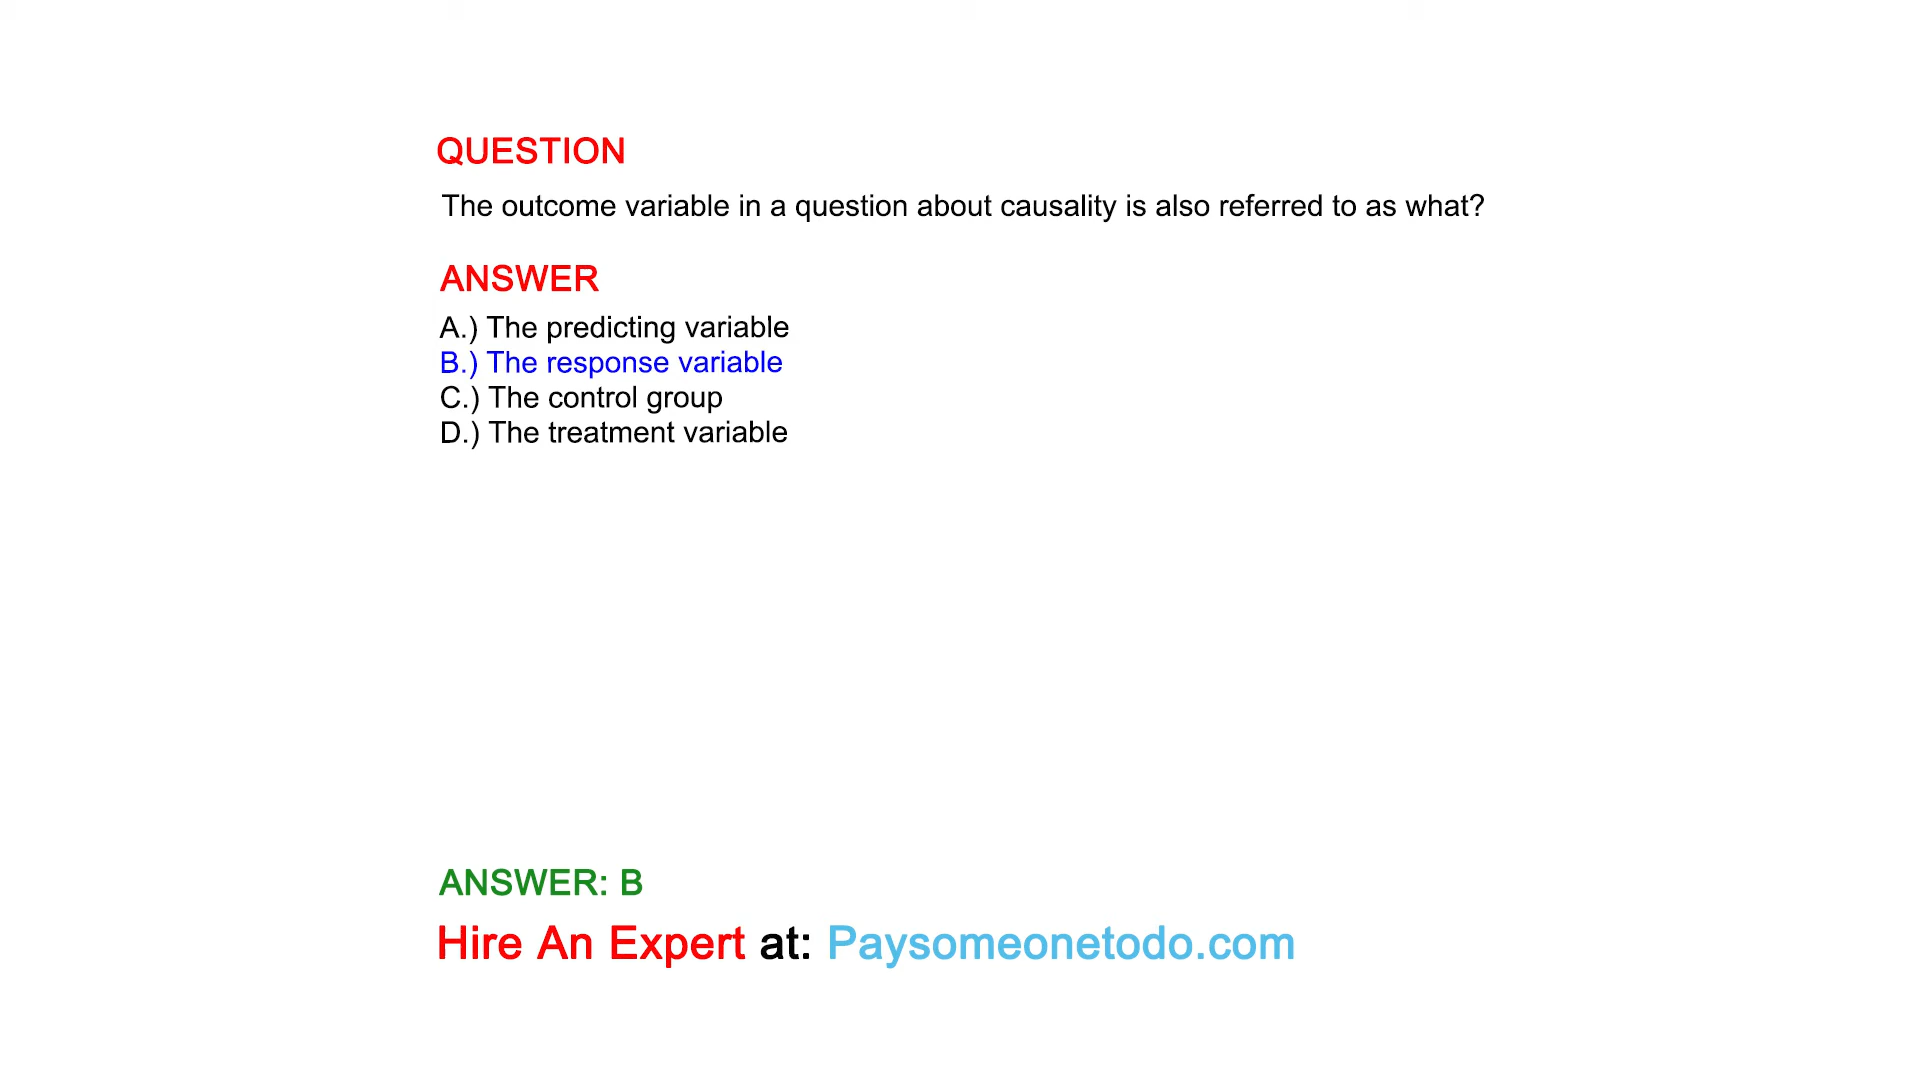 QUESTION
The outcome variable in a question about causality is also referred to as what?
ANSWER
A.) The predicting variable
B.) The response variable
C.) The control group
D.) The treatment variable
ANSWER: B
Hire An Expert at: Paysomeonetodo.com